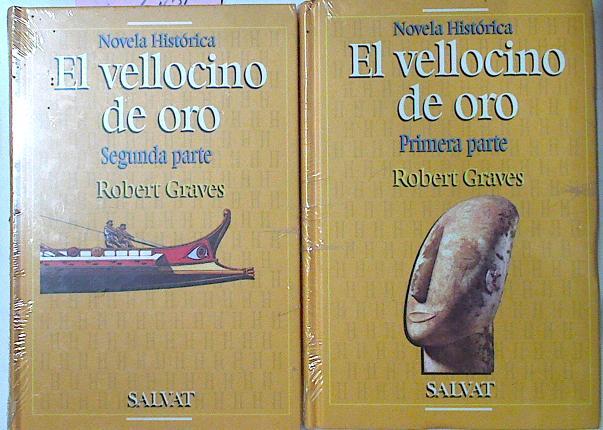 Novela Histórica
El vellocino
de oro
Segunda parte
Robert Graves
SALVAT
Novela Histórica
El vellocino
de oro
Primera parte
Robert Graves
SALVAT